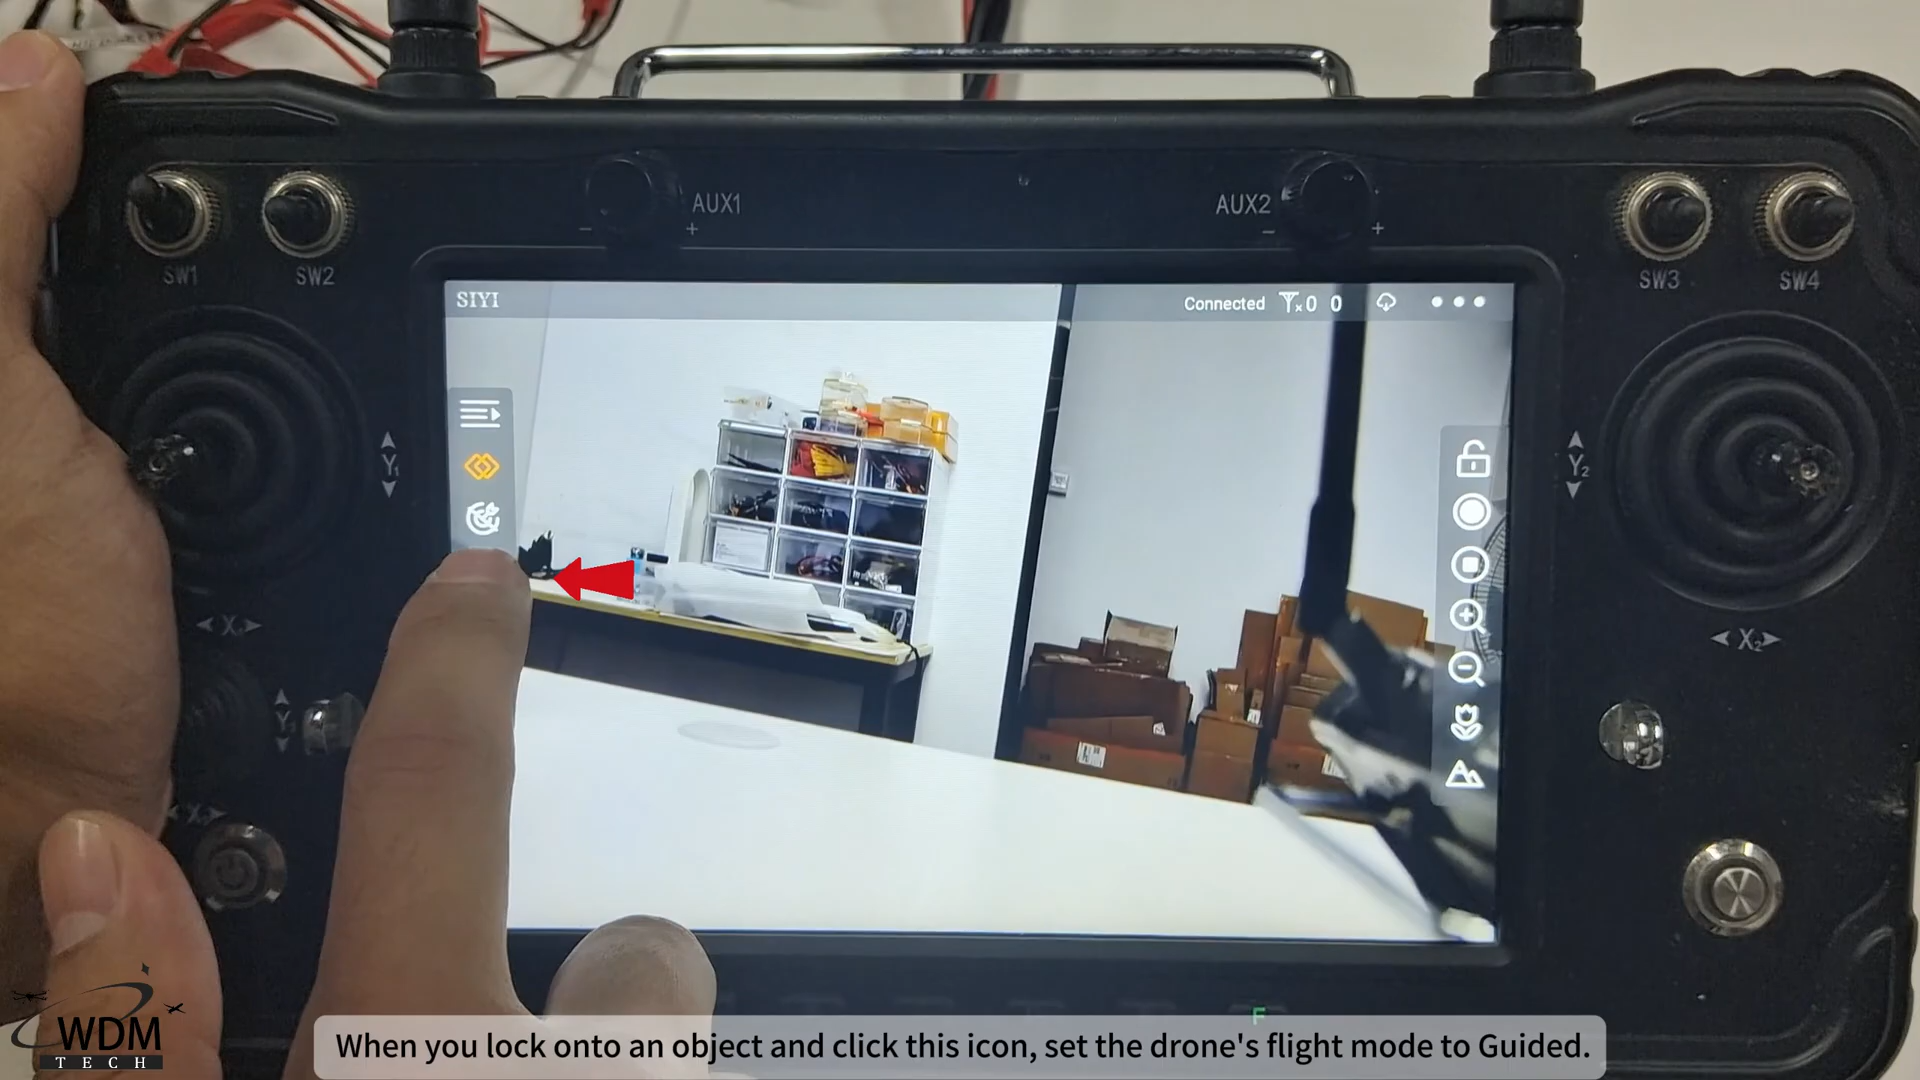 AUX1
AUX2
- +
- +
SW1
SW2
SW3
SW4
SIYI
Connected
0 0
Y1
Y2
X2
F
WDM
TECH
When you lock onto an object and click this icon, set the drone's flight mode to Guided.